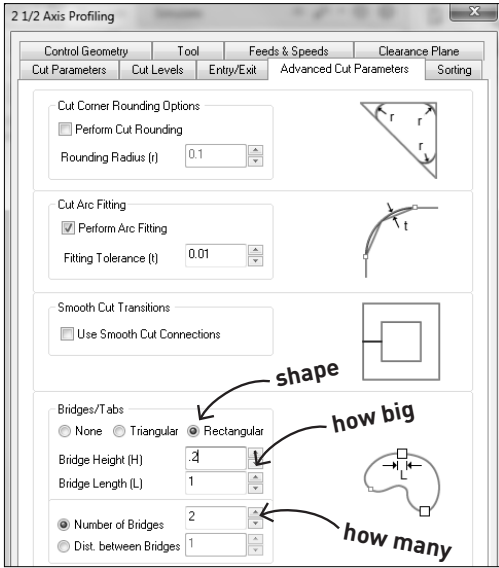 2 1/2 Axis Profiling
Control Geometry Tool Feeds & Speeds Clearance Plane
Cut Parameters Cut Levels Entry/Exit Advanced Cut Parameters Sorting
Cut Corner Rounding Options
Perform Cut Rounding
Rounding Radius (r) 0.1
r r
r
Cut Arc Fitting
Perform Arc Fitting
Fitting Tolerance (t) 0.01
t
Smooth Cut Transitions
Use Smooth Cut Connections
shape
Bridges/Tabs
None Triangular Rectangular
how big
Bridge Height (H) .2
Bridge Length (L) 1
L
Number of Bridges 2
Dist. between Bridges 1
how many